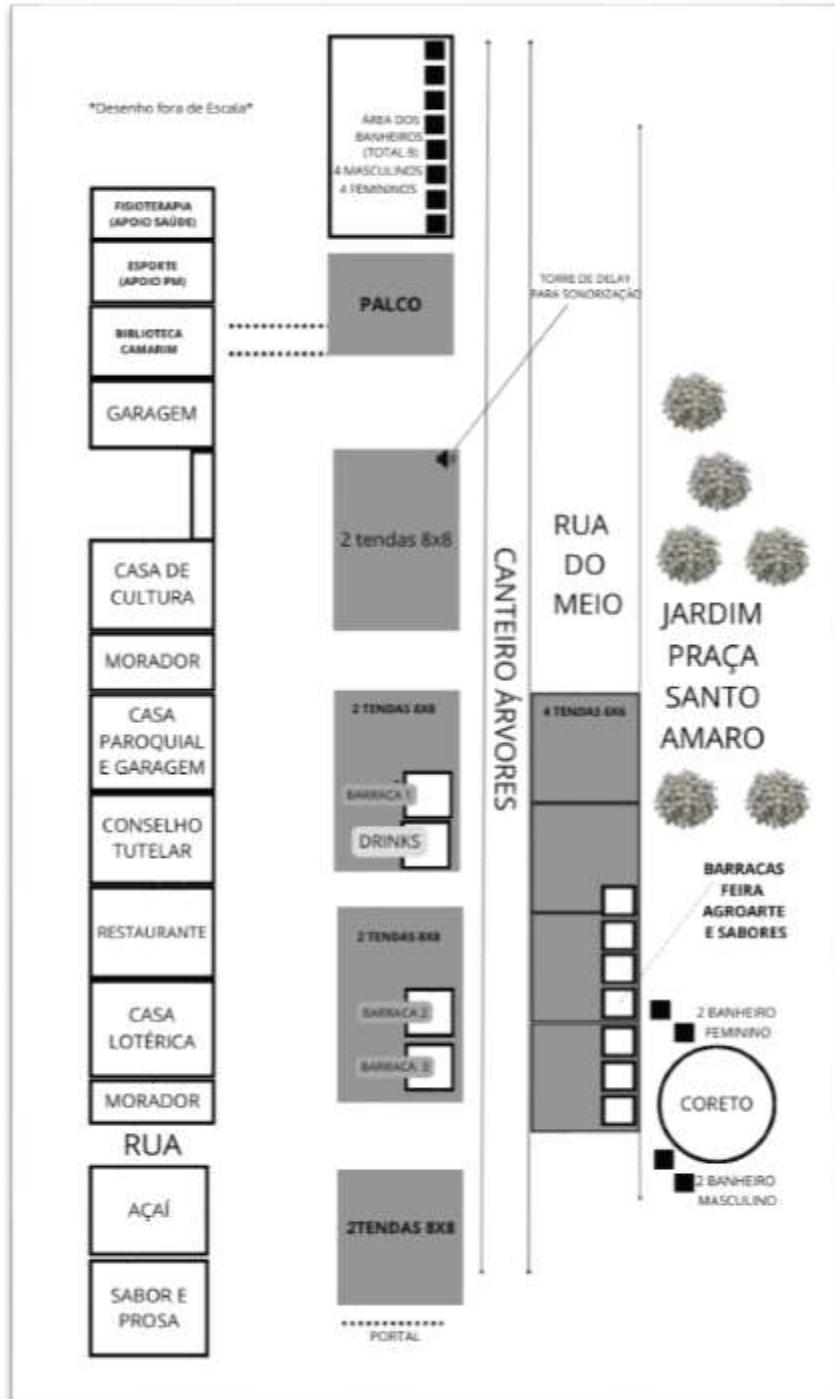 *Desenho fora de Escala*
ÁREA DOS
BANHEIROS
(TOTAL 8)
4 MASCULINOS
4 FEMININOS
FISIOTERAPIA
(APOIO SAÚDE)
ESPORTE
(APOIO PM)
BIBLIOTECA
CAMARIM
GARAGEM
PALCO
TORRE DE DELAY
PARA SONORIZAÇÃO
2 tendas 8x8
CASA DE
CULTURA
MORADOR
CASA
PAROQUIAL
E GARAGEM
CONSELHO
TUTELAR
RESTAURANTE
CASA
LOTÉRICA
MORADOR
RUA
AÇAÍ
SABOR E
PROSA
2 TENDAS 8X8
BARRACA 1
DRINKS
2 TENDAS 8X8
BARRACA 2
BARRACA 3
2TENDAS 8X8
PORTAL
CANTEIRO ÁRVORES
RUA
DO
MEIO
4 TENDAS 6X6
JARDIM
PRAÇA
SANTO
AMARO
BARRACAS
FEIRA
AGROARTE
E SABORES
2 BANHEIRO
FEMININO
CORETO
2 BANHEIRO
MASCULINO